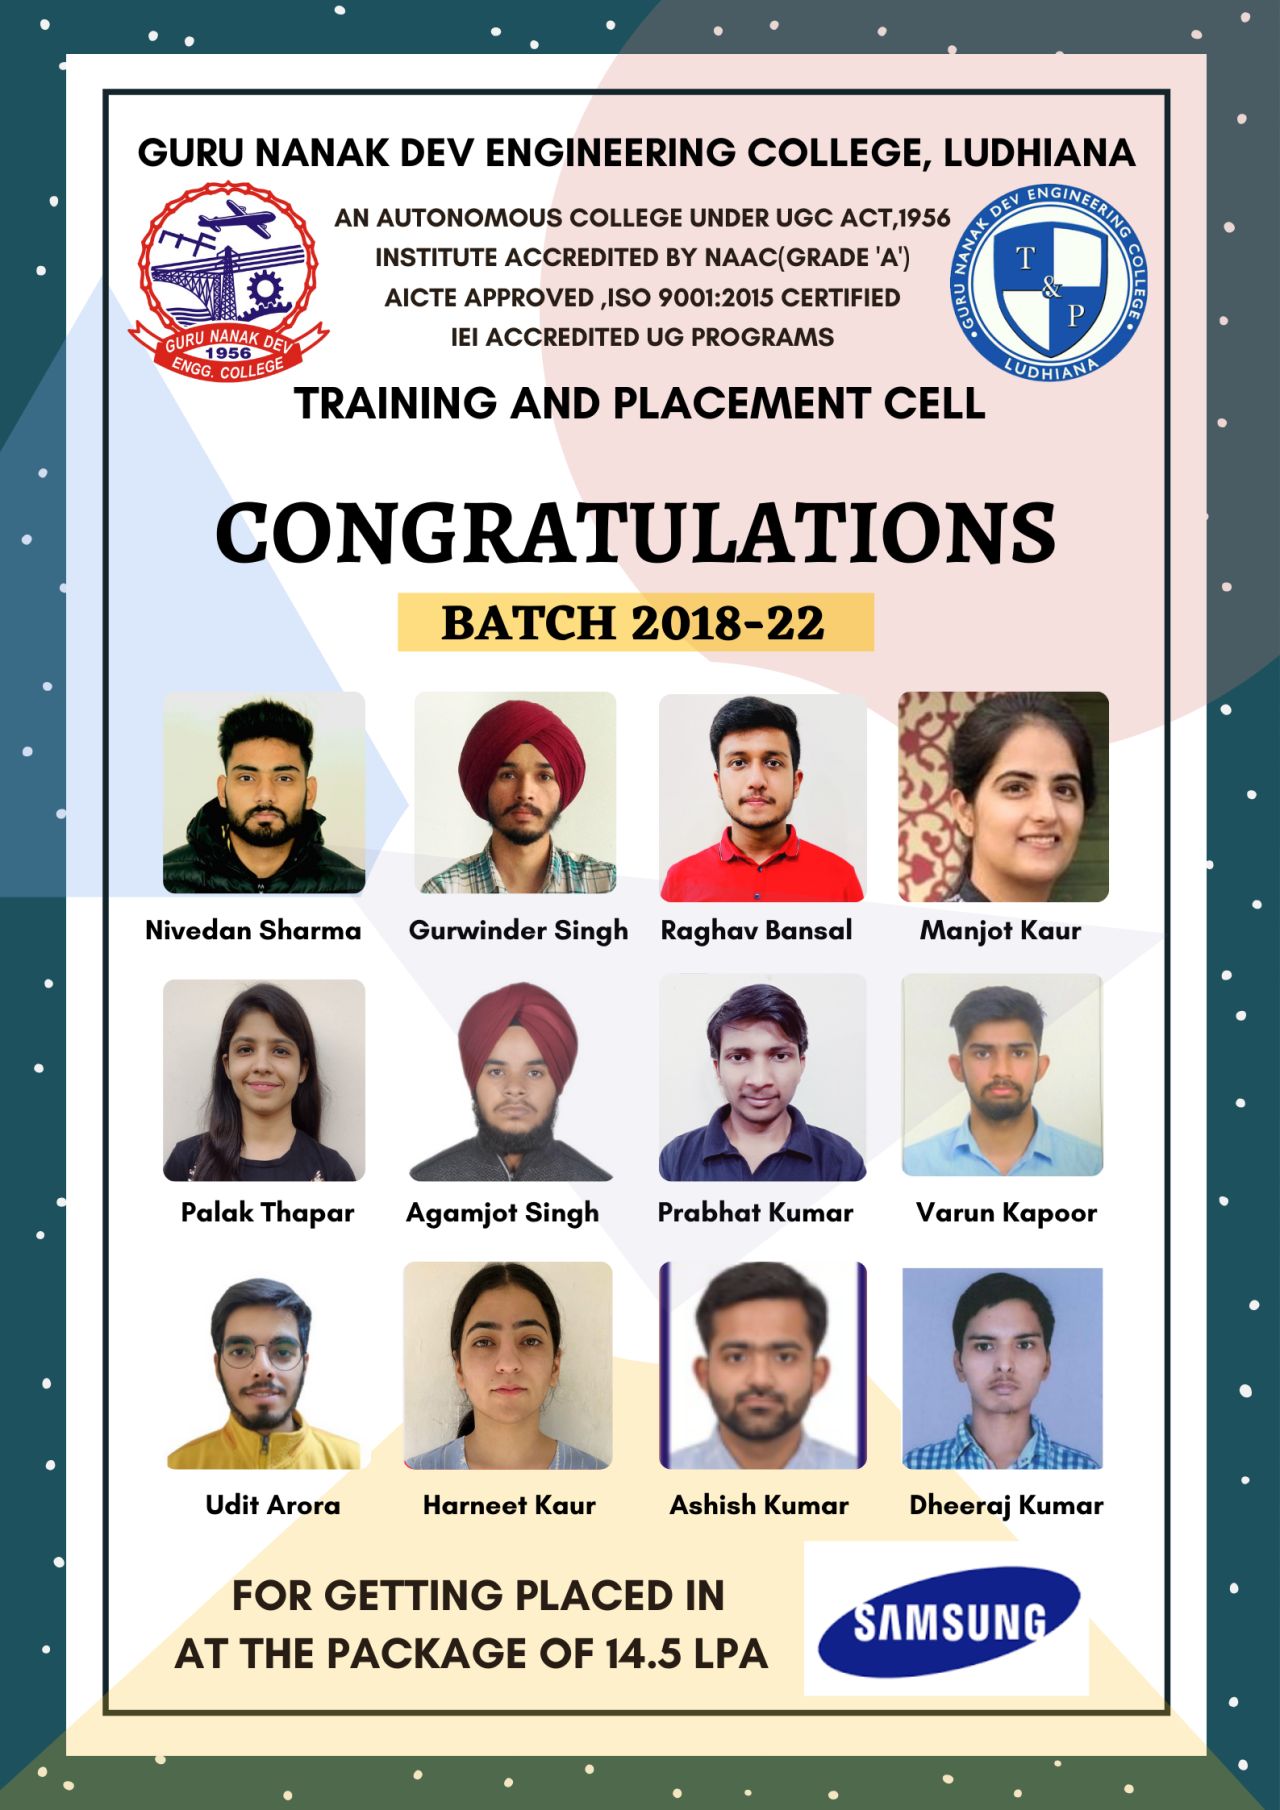 GURU NANAK DEV ENGINEERING COLLEGE, LUDHIANA
AN AUTONOMOUS COLLEGE UNDER UGC ACT,1956
INSTITUTE ACCREDITED BY NAAC(GRADE 'A')
AICTE APPROVED ,ISO 9001:2015 CERTIFIED
IEI ACCREDITED UG PROGRAMS
GURU NANAK DEV
1956
ENGG. COLLEGE
GURU NANAK DEV ENGINEERING COLLEGE
T
&
P
LUDHIANA
TRAINING AND PLACEMENT CELL
CONGRATULATIONS
BATCH 2018-22
Nivedan Sharma Gurwinder Singh Raghav Bansal Manjot Kaur
Palak Thapar Agamjot Singh Prabhat Kumar Varun Kapoor
Udit Arora Harneet Kaur Ashish Kumar Dheeraj Kumar
FOR GETTING PLACED IN
AT THE PACKAGE OF 14.5 LPA
SAMSUNG